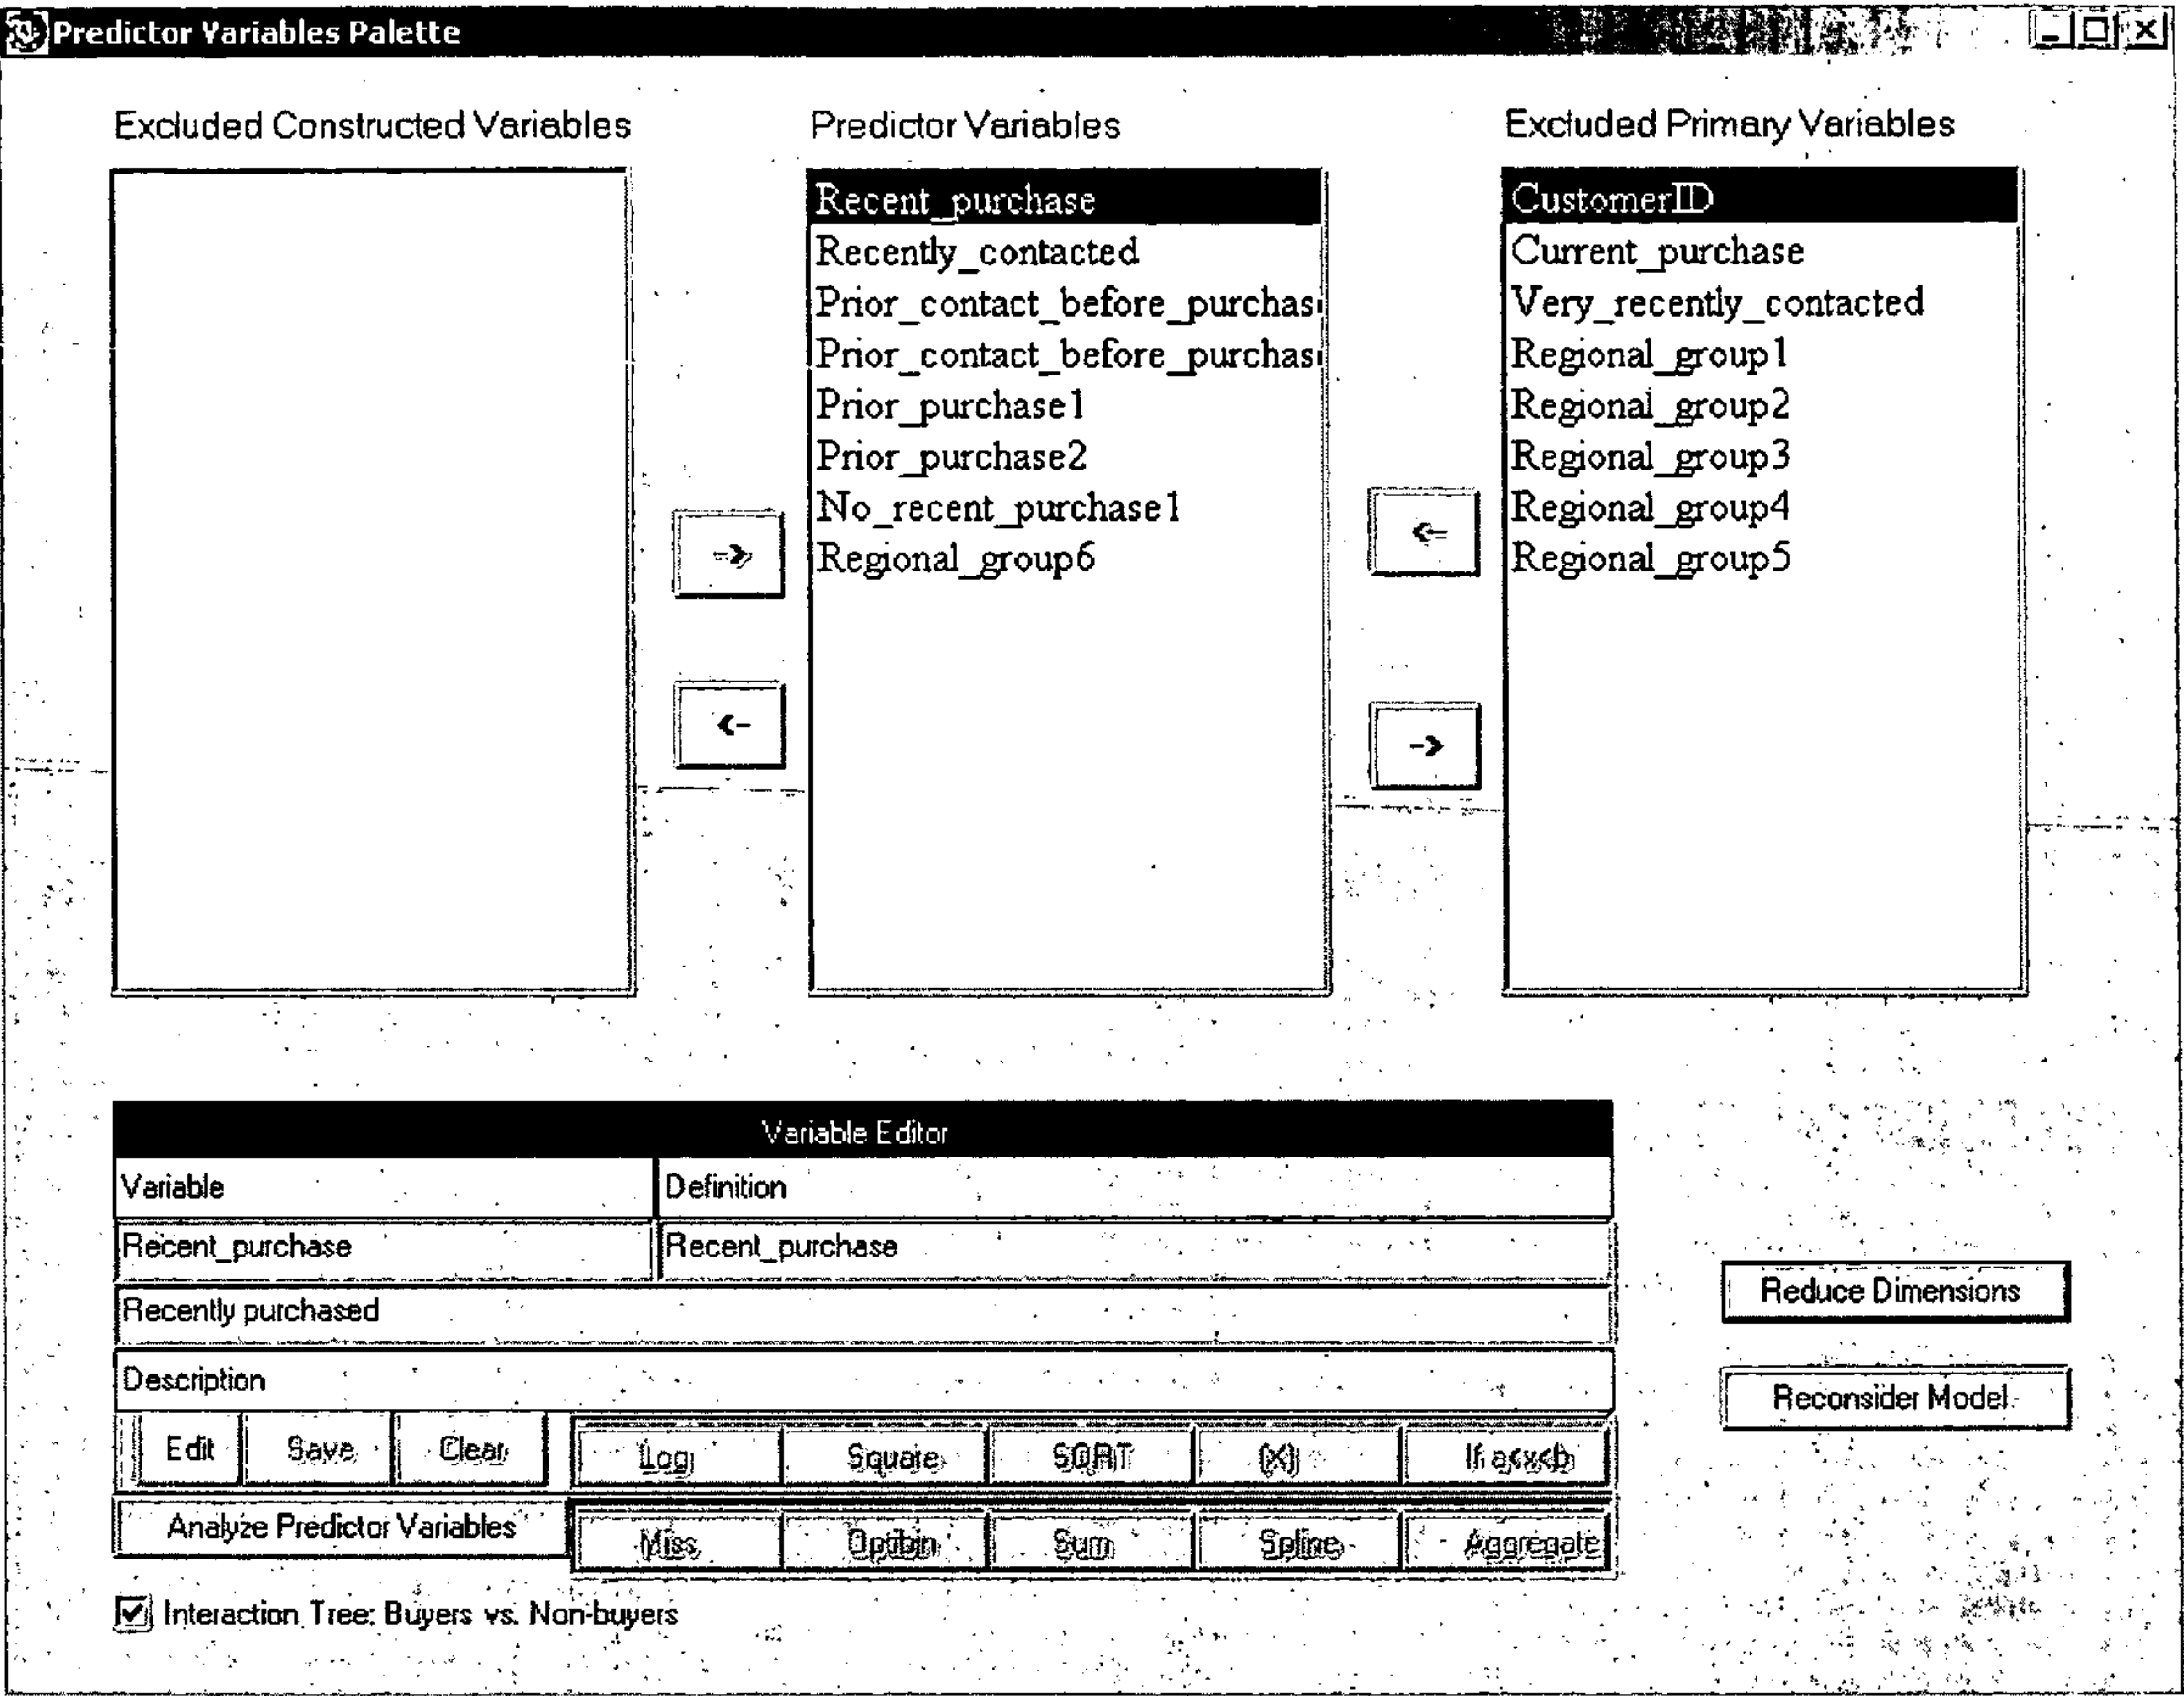 Predictor Variables Palette
Excluded Constructed Variables
Predictor Variables
Excluded Primary Variables
Recent_purchase
Recently_contacted
Prior_contact_before_purchas
Prior_contact_before_purchas
Prior_purchase1
Prior_purchase2
No_recent_purchase1
Regional_group6
CustomerID
Current_purchase
Very_recently_contacted
Regional_group1
Regional_group2
Regional_group3
Regional_group4
Regional_group5
=>
<-
<=
->
Variable Editor
Variable Definition
Recent_purchase Recent_purchase
Recently purchased
Description
Edit Save Clear Log Square SQRT (X) If a<x<b
Analyze Predictor Variables Miss Optbin Sum Spline Aggregate
Interaction Tree: Buyers vs. Non-buyers
Reduce Dimensions
Reconsider Model